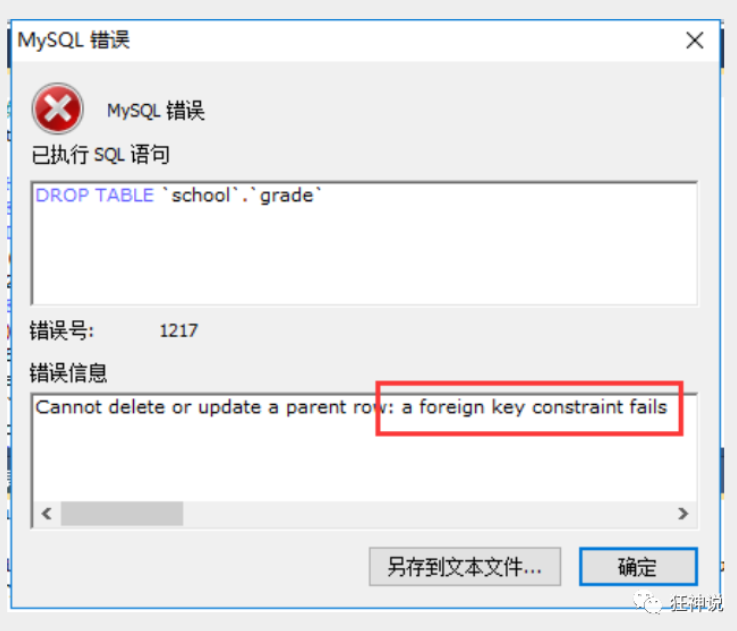 MySQL 错误
MySQL 错误
已执行 SQL 语句
DROP TABLE `school`.`grade`
错误号: 1217
错误信息
Cannot delete or update a parent row: a foreign key constraint fails
另存到文本文件... 确定
狂神说